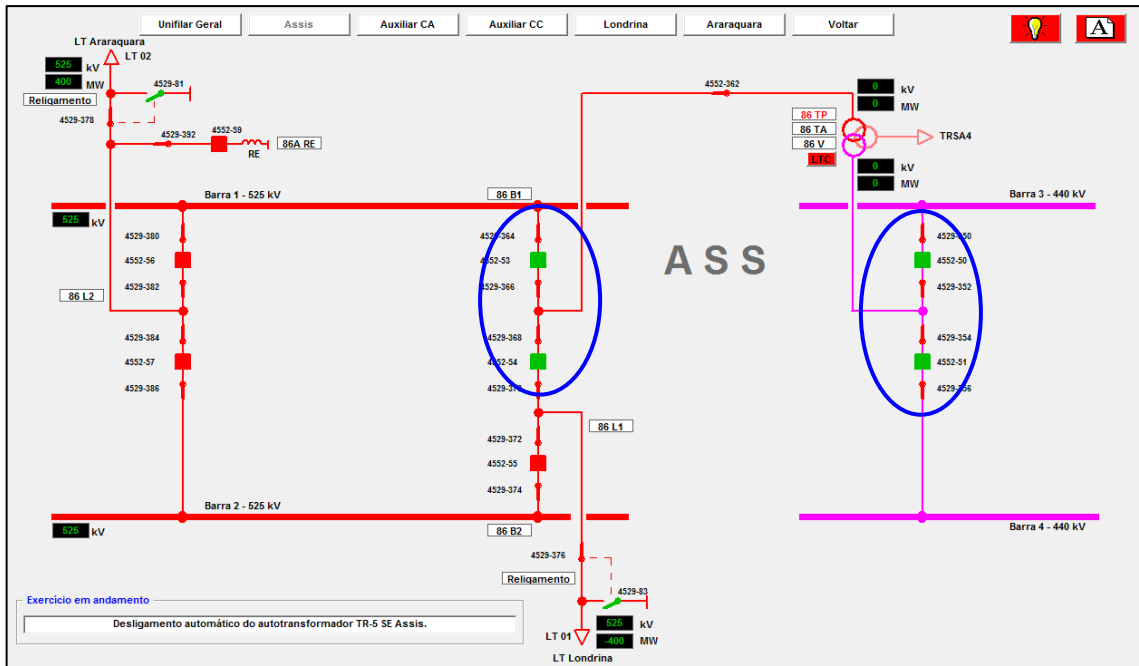 Unifilar Geral
Assis
Auxiliar CA
Auxiliar CC
Londrina
Araraquara
Voltar
A
LT Araraquara
LT 02
525 kV
400 MW
Religamento
4529-81
4529-378
4529-392
4552-59
RE
86A RE
4552-362
0 kV
0 MW
86 TP
86 TA
86 V
LTC
TRSA4
0 kV
0 MW
Barra 1 - 525 kV
86 B1
Barra 3 - 440 kV
525 kV
4529-380
4552-56
4529-382
86 L2
4529-384
4552-57
4529-386
4529-364
4552-53
4529-366
4529-368
4552-54
A S S
4529-350
4552-50
4529-352
4529-354
4552-51
4529-356
86 L1
4529-372
4552-55
4529-374
Barra 2 - 525 kV
86 B2
Barra 4 - 440 kV
525 kV
4529-376
Religamento
4529-83
LT 01
525 kV
-400 MW
LT Londrina
Exercício em andamento
Desligamento automático do autotransformador TR-5 SE Assis.